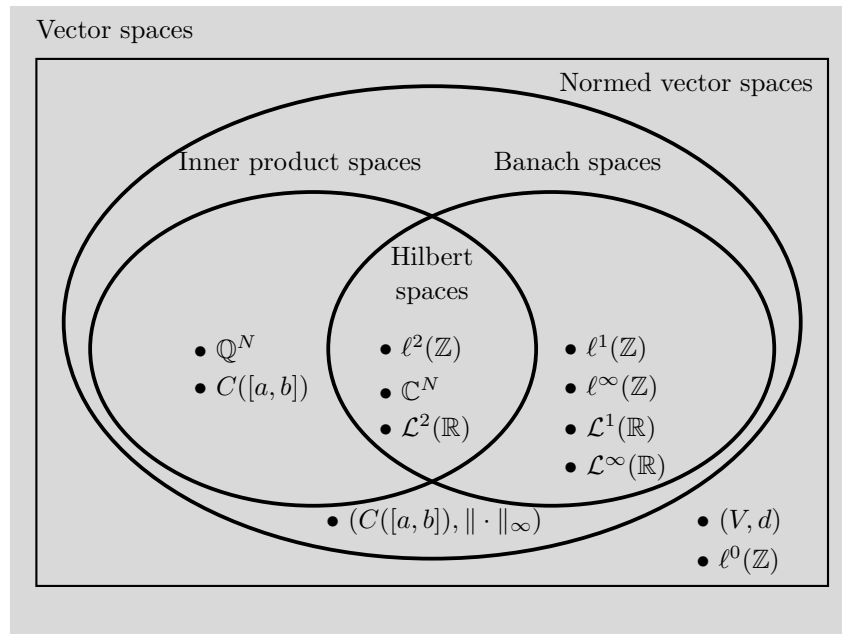 Vector spaces
Normed vector spaces
Inner product spaces
Banach spaces
Hilbert
spaces
• ℚ^N
• C([a, b])
• ℓ²(ℤ)
• ℂ^N
• ℒ²(ℝ)
• ℓ¹(ℤ)
• ℓ^∞(ℤ)
• ℒ¹(ℝ)
• ℒ^∞(ℝ)
• (C([a, b]), ‖ · ‖_∞)
• (V, d)
• ℓ⁰(ℤ)